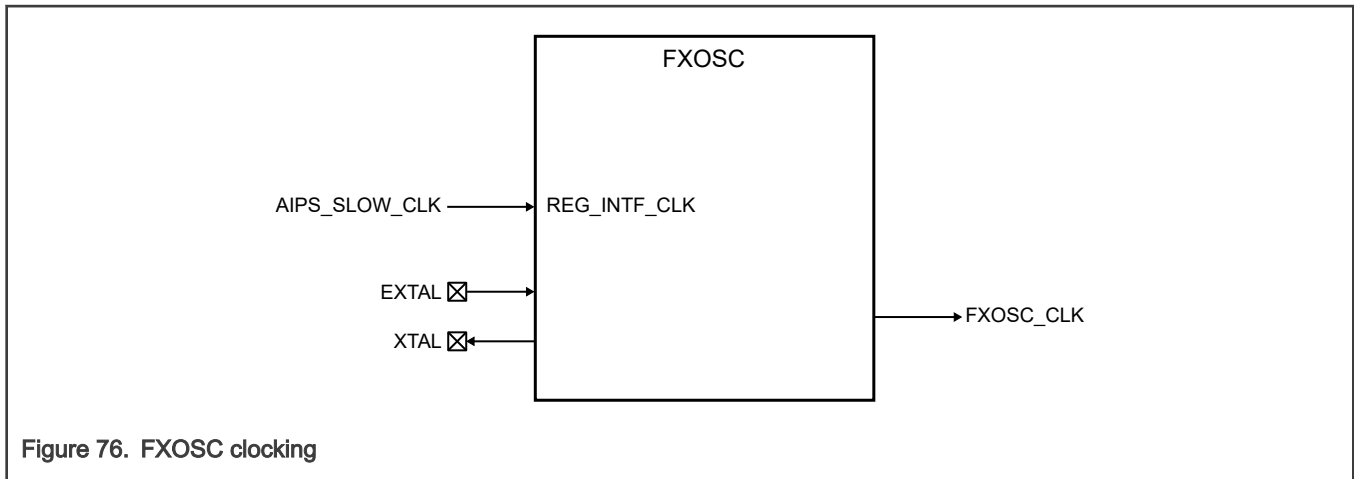 FXOSC
AIPS_SLOW_CLK
REG_INTF_CLK
EXTAL
FXOSC_CLK
XTAL
Figure 76. FXOSC clocking